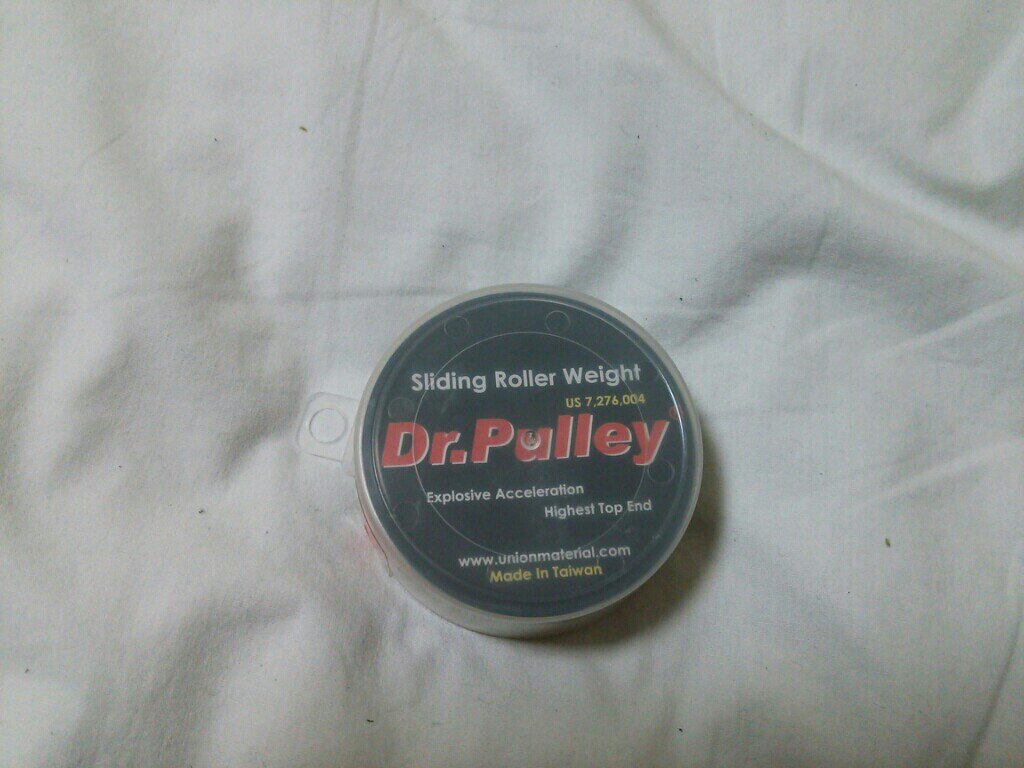 Sliding Roller Weight
US 7,276,004
Dr.Pulley®
Explosive Acceleration
Highest Top End
www.unionmaterial.com
Made In Taiwan